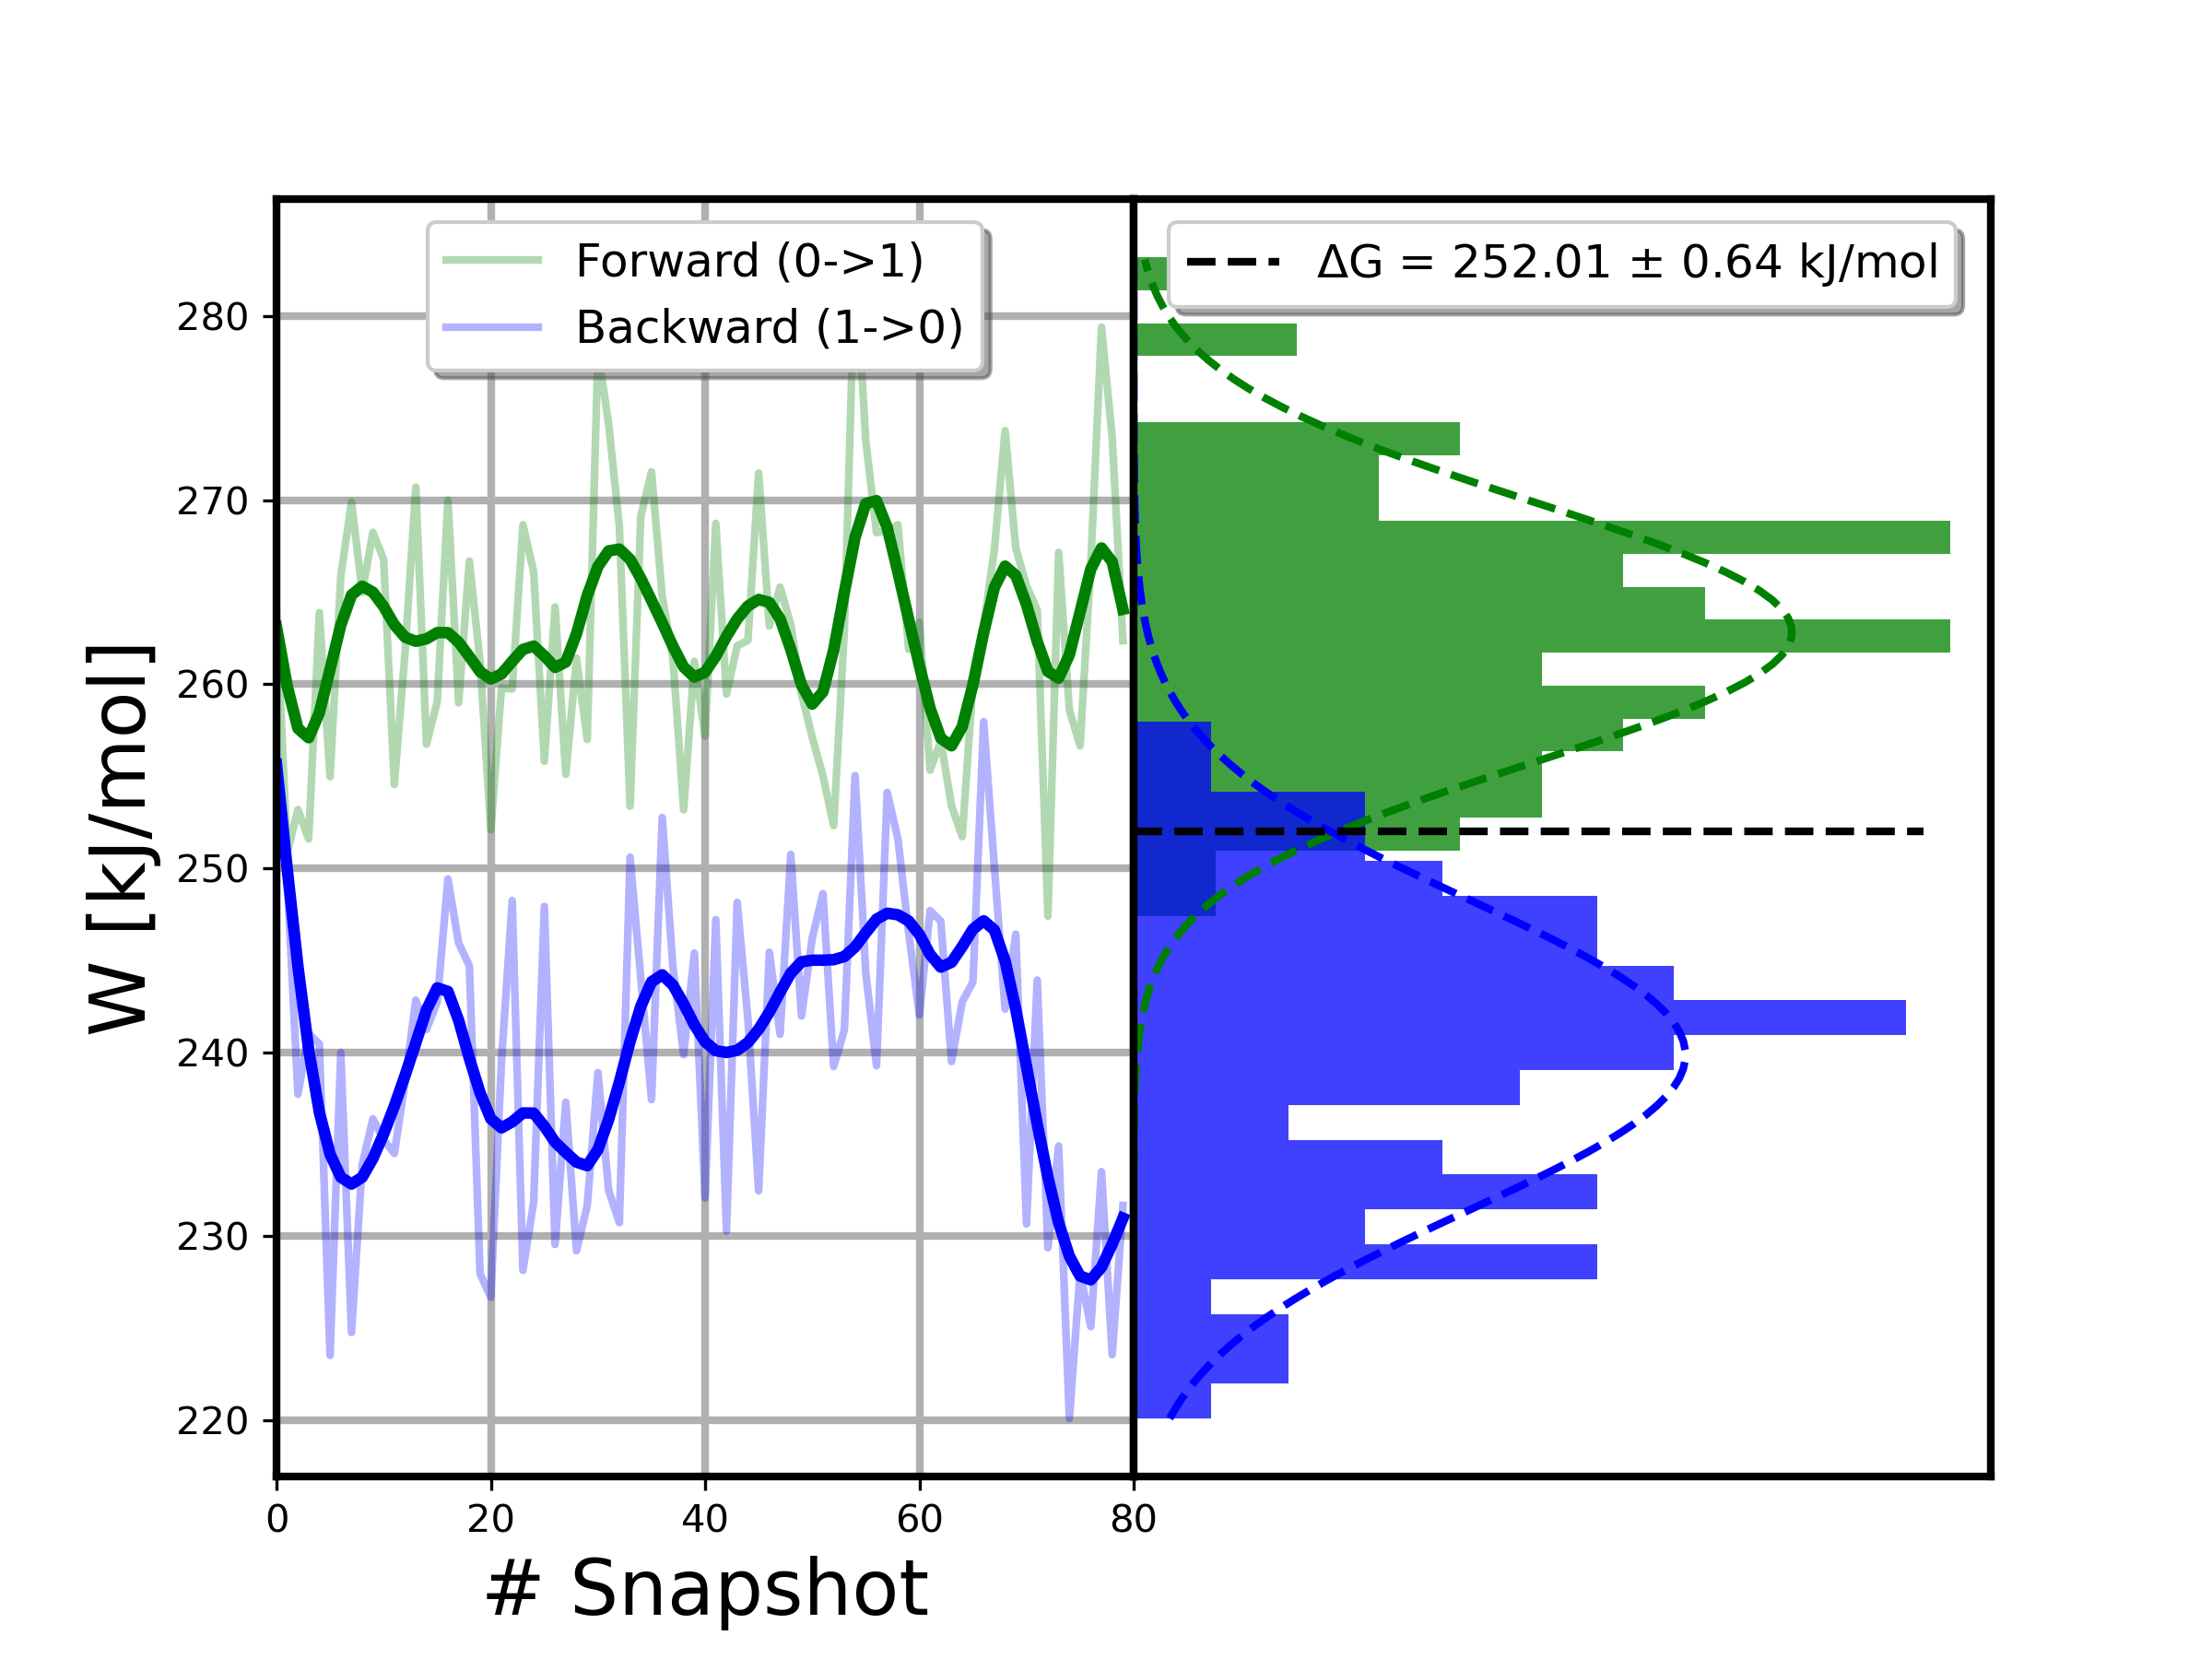 Forward (0->1)
Backward (1->0)
ΔG = 252.01 ± 0.64 kJ/mol
280
270
260
250
240
230
220
W [kJ/mol]
0 20 40 60 80
# Snapshot